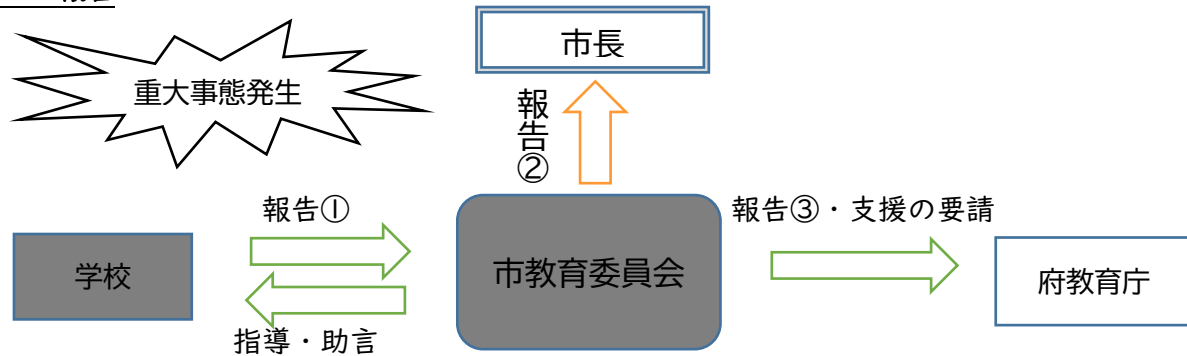 市長
重大事態発生
報告②
報告①
報告③・支援の要請
学校
市教育委員会
府教育庁
指導・助言